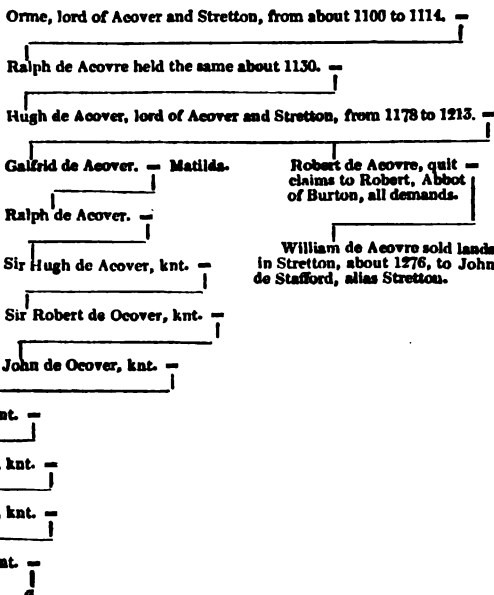 Orme, lord of Acover and Stretton, from about 1100 to 1114.
Ralph de Acovre held the same about 1130.
Hugh de Acover, lord of Acover and Stretton, from 1178 to 1213.
Galfrid de Acover. — Matilda.
Robert de Acovre, quit
claims to Robert, Abbot
of Burton, all demands.
Ralph de Acover.
William de Acovre sold lands
in Stretton, about 1276, to John
de Stafford, alias Stretton.
Sir Hugh de Acover, knt.
Sir Robert de Ocover, knt.
John de Ocover, knt.
nt.
knt.
knt.
nt.